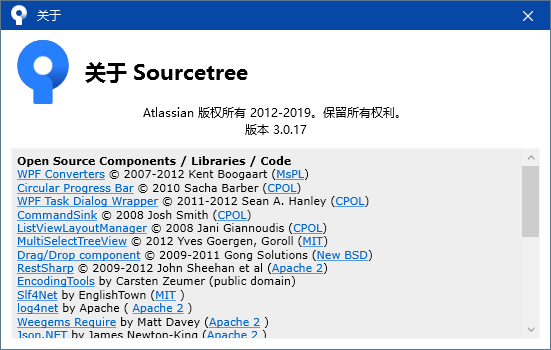 关于
关于 Sourcetree
Atlassian 版权所有 2012-2019。保留所有权利。
版本 3.0.17
Open Source Components / Libraries / Code
WPF Converters © 2007-2012 Kent Boogaart (MsPL)
Circular Progress Bar © 2010 Sacha Barber (CPOL)
WPF Task Dialog Wrapper © 2011-2012 Sean A. Hanley (CPOL)
CommandSink © 2008 Josh Smith (CPOL)
ListViewLayoutManager © 2008 Jani Giannoudis (CPOL)
MultiSelectTreeView © 2012 Yves Goergen, Goroll (MIT)
Drag/Drop component © 2009-2011 Gong Solutions (New BSD)
RestSharp © 2009-2012 John Sheehan et al (Apache 2)
EncodingTools by Carsten Zeumer (public domain)
Slf4Net by EnglishTown (MIT )
log4net by Apache ( Apache 2 )
Weegems Require by Matt Davey (Apache 2 )
Json.NET by James Newton-King (Apache 2 )